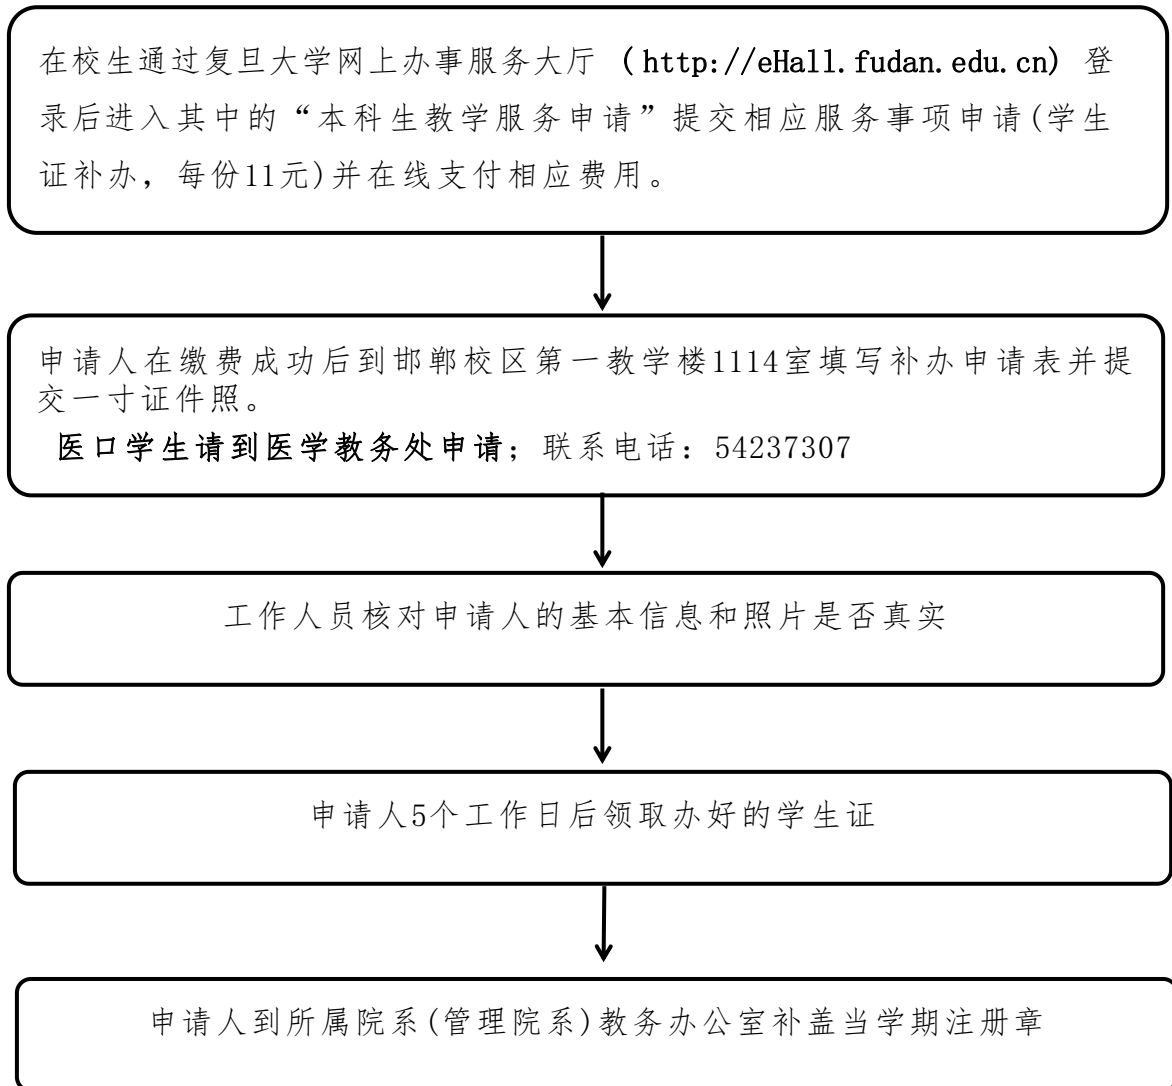 在校生通过复旦大学网上办事服务大厅 (http://eHall.fudan.edu.cn) 登
录后进入其中的“本科生教学服务申请”提交相应服务事项申请(学生
证补办，每份11元)并在线支付相应费用。
申请人在缴费成功后到邯郸校区第一教学楼1114室填写补办申请表并提
交一寸证件照。
医口学生请到医学教务处申请；联系电话：54237307
工作人员核对申请人的基本信息和照片是否真实
申请人5个工作日后领取办好的学生证
申请人到所属院系(管理院系)教务办公室补盖当学期注册章